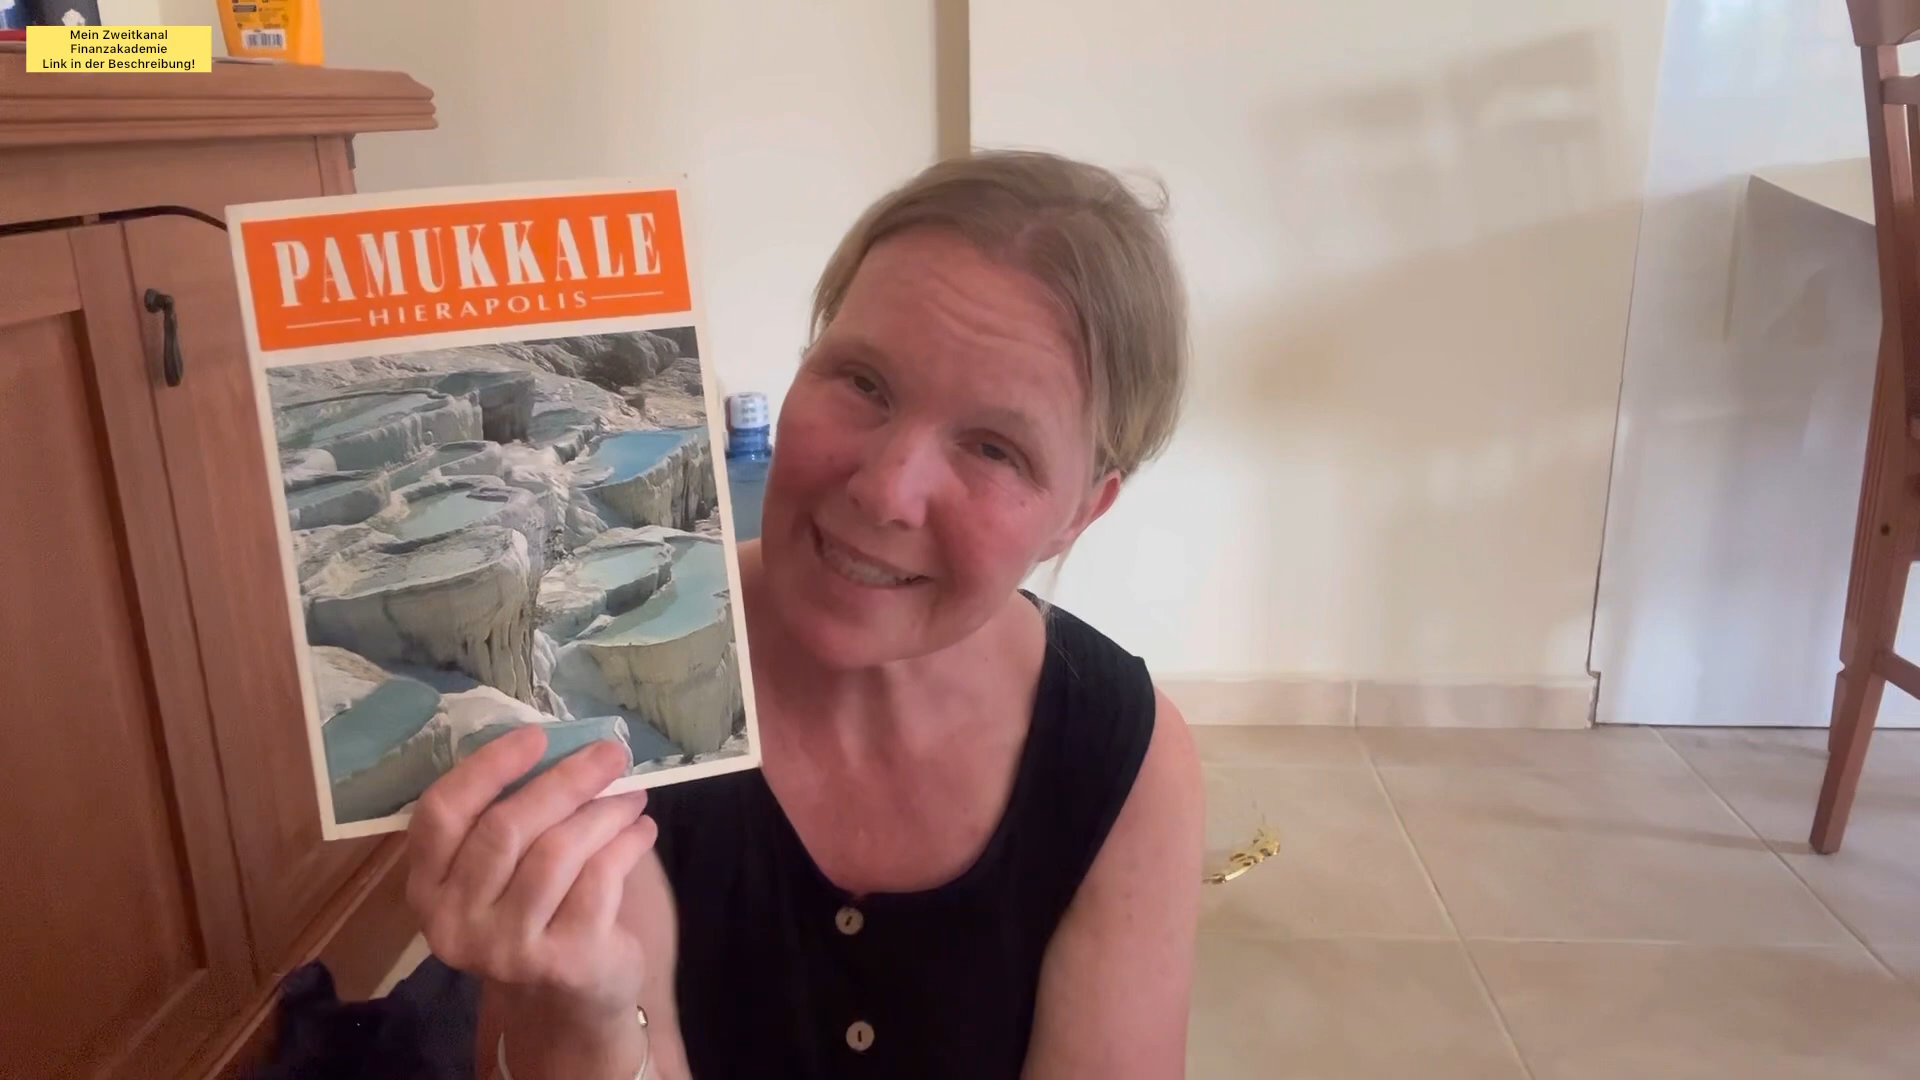 Mein Zweitkanal
Finanzakademie
Link in der Beschreibung!
PAMUKKALE
HIERAPOLIS